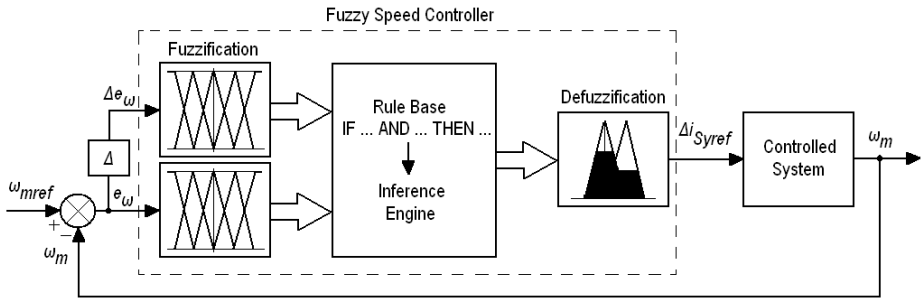 Fuzzy Speed Controller
Fuzzification
Δe_ω
Rule Base
IF ... AND ... THEN ...
Inference
Engine
Defuzzification
Δi_Syref
Controlled
System
ω_m
Δ
ω_mref
e_ω
+
−
ω_m